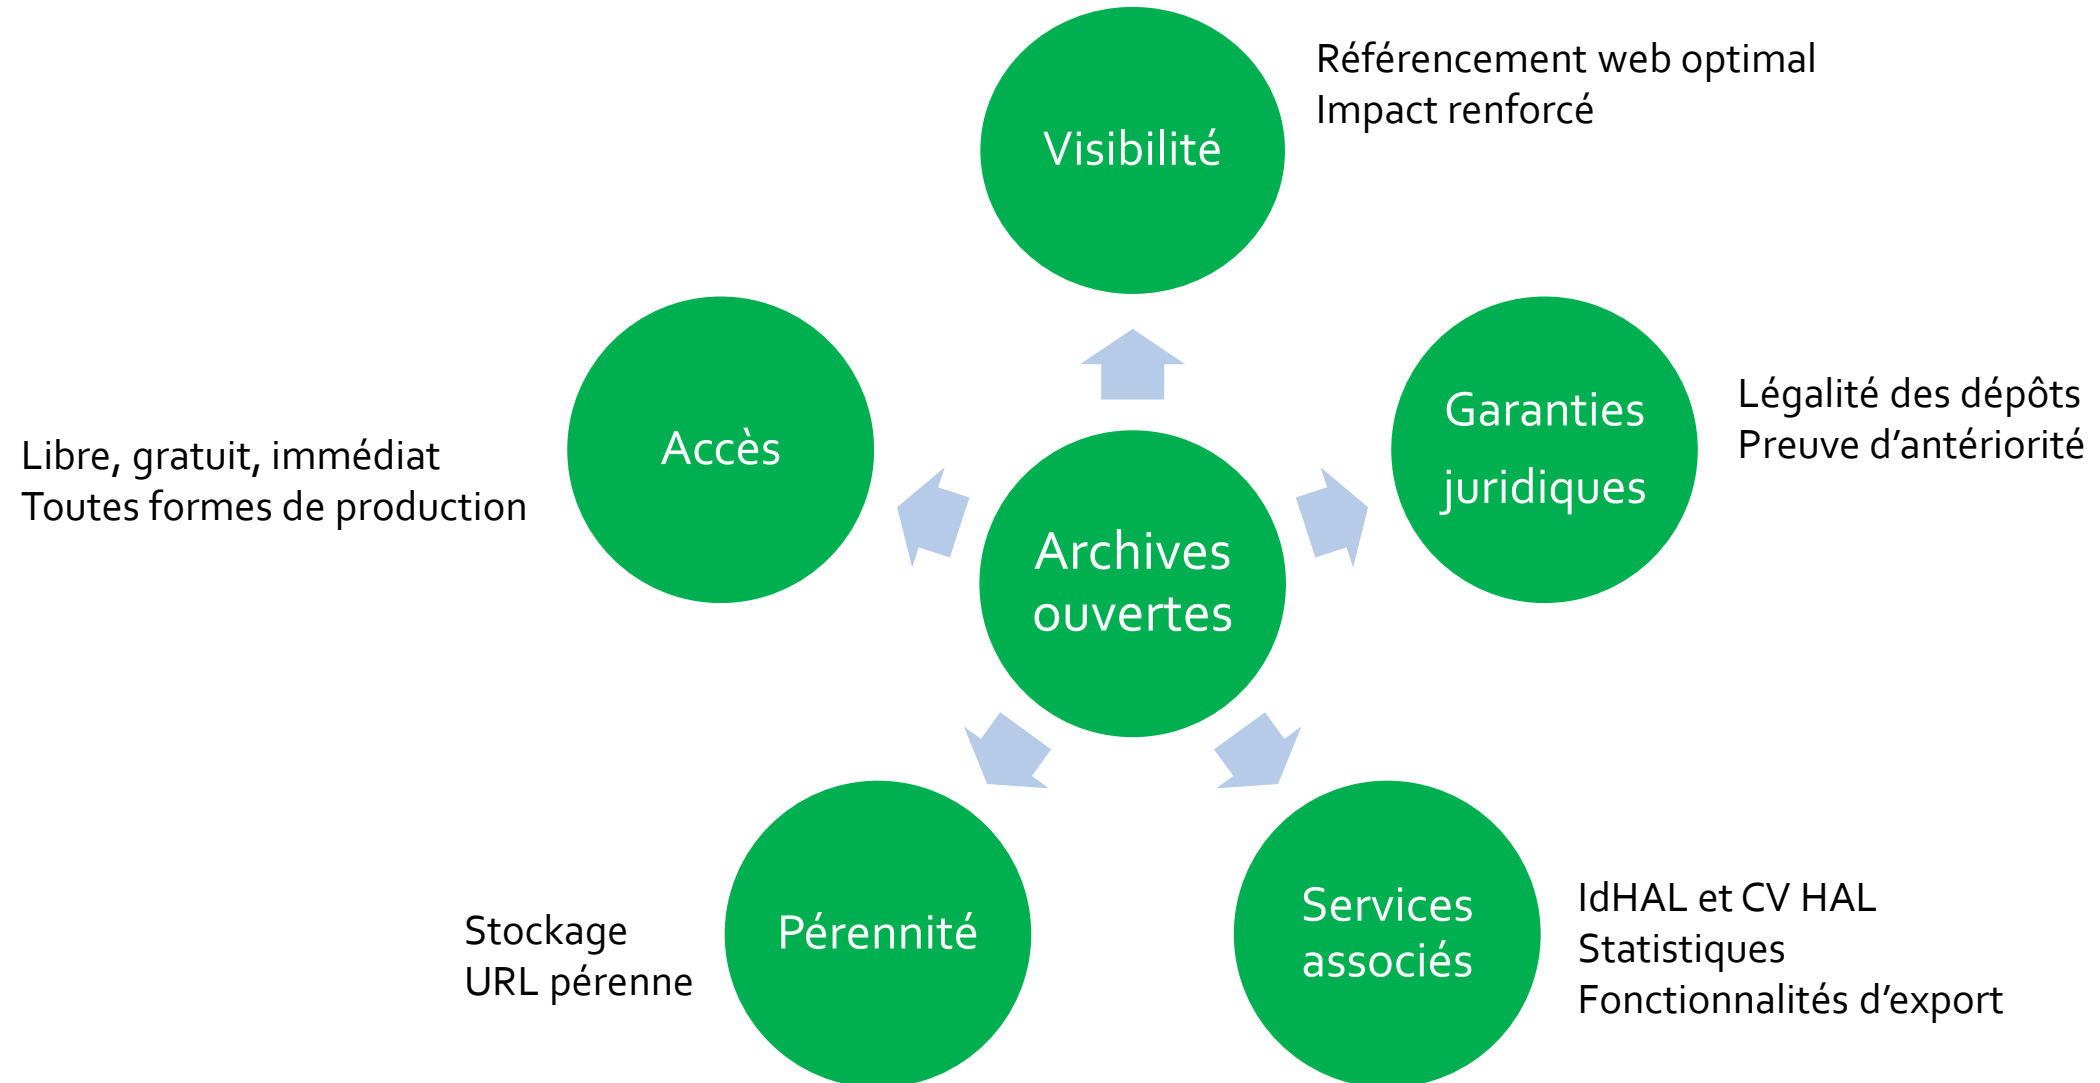 Visibilité
Référencement web optimal
Impact renforcé
Accès
Libre, gratuit, immédiat
Toutes formes de production
Garanties
juridiques
Légalité des dépôts
Preuve d’antériorité
Archives
ouvertes
Pérennité
Stockage
URL pérenne
Services
associés
IdHAL et CV HAL
Statistiques
Fonctionnalités d’export